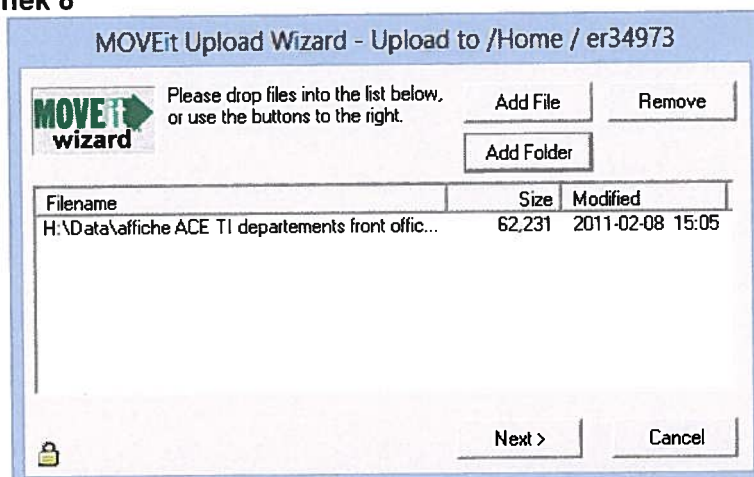 MOVEit Upload Wizard - Upload to /Home / er34973
MOVEit
wizard
Please drop files into the list below,
or use the buttons to the right.
Add File
Remove
Add Folder
Filename Size Modified
H:\Data\affiche ACE TI departements front offic... 62,231 2011-02-08 15:05
Next >
Cancel